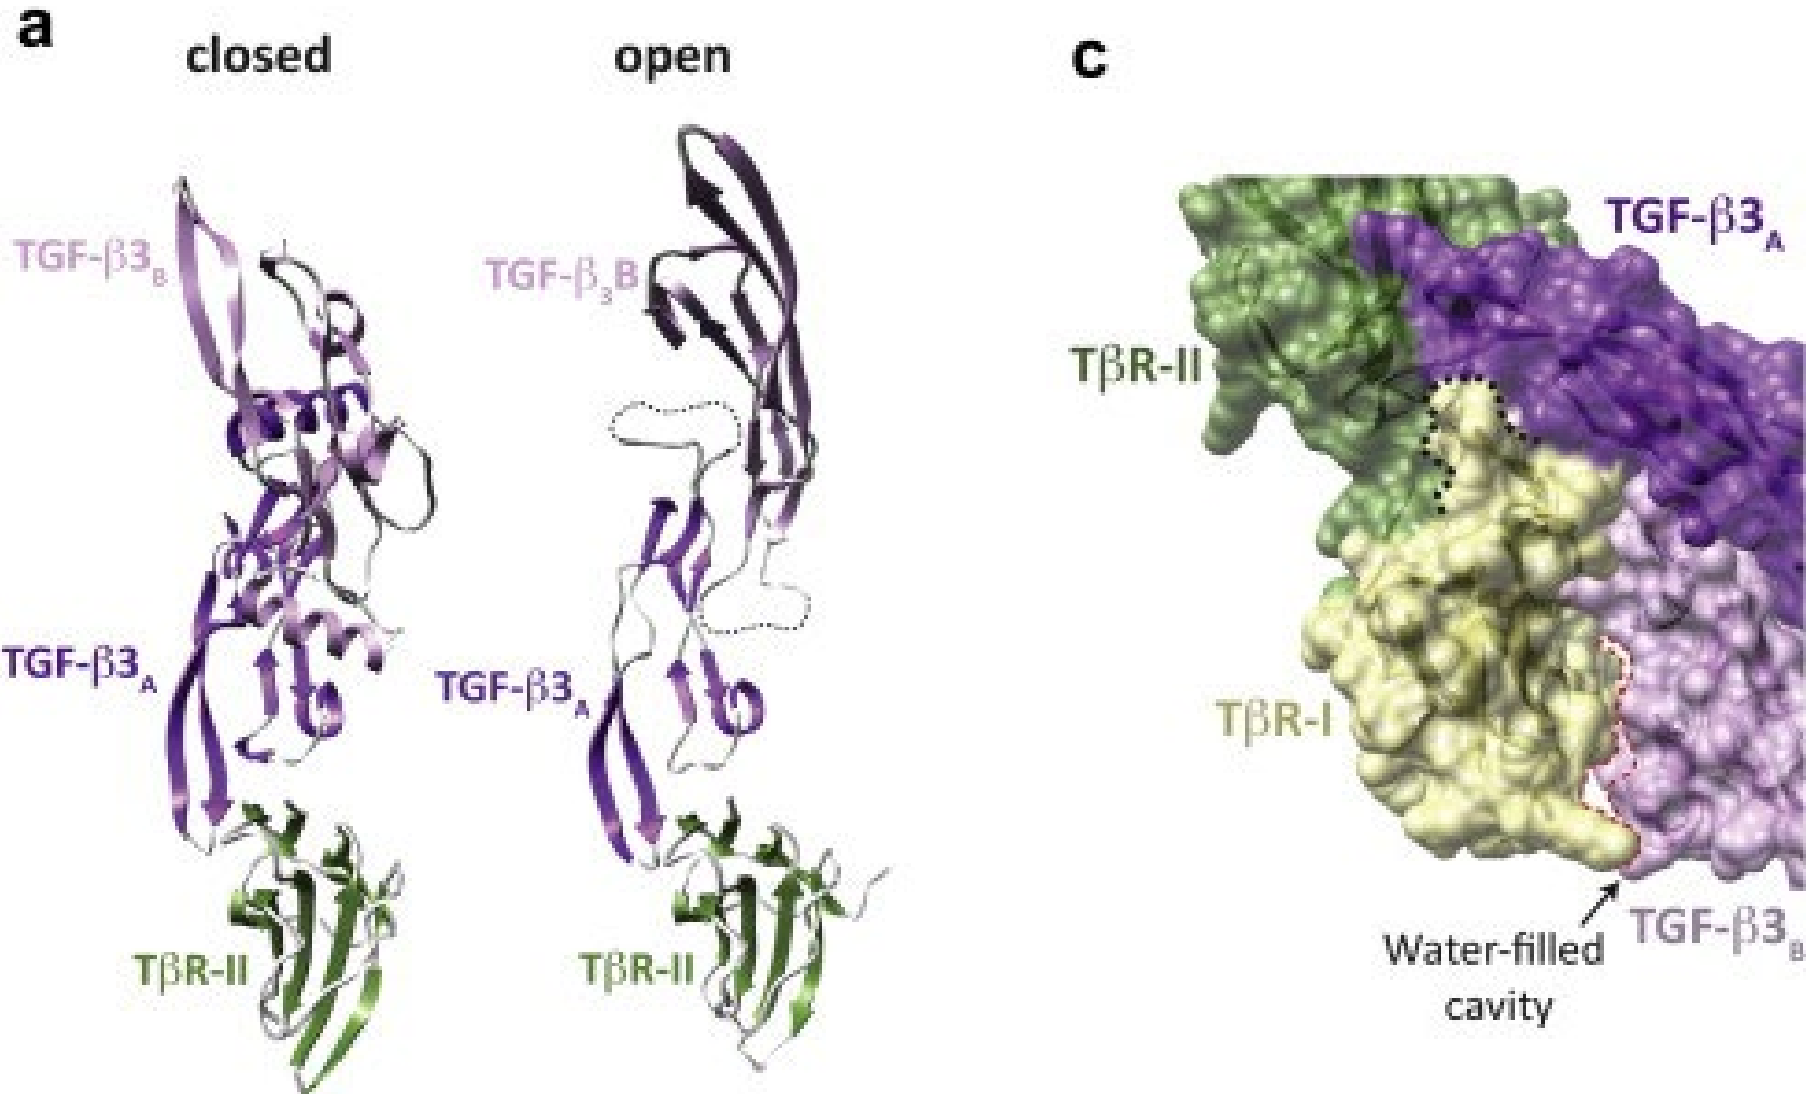 a
closed
open
c
TGF-β3B
TGF-β3B
TGF-β3A
TβR-II
TGF-β3A
TGF-β3A
TβR-I
TβR-II
TβR-II
Water-filled
cavity
TGF-β3B